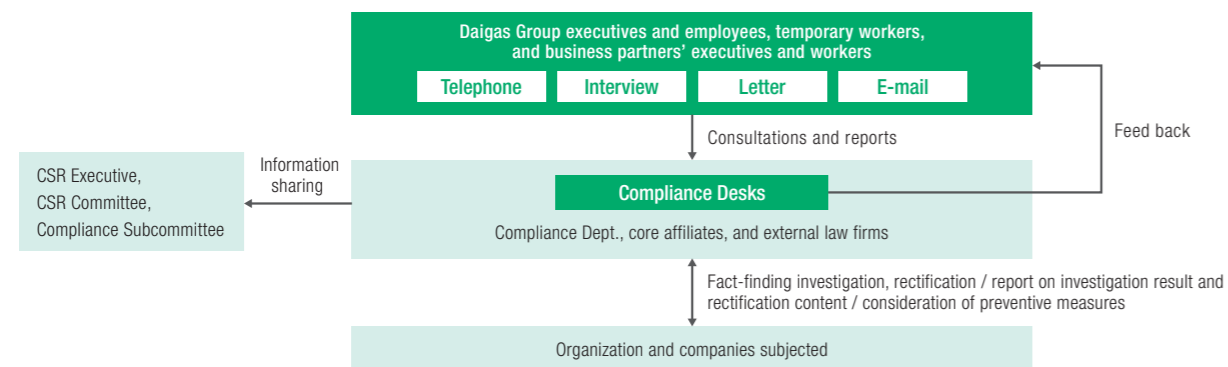 Daigas Group executives and employees, temporary workers,
and business partners’ executives and workers
Telephone
Interview
Letter
E-mail
Consultations and reports
Feed back
Information
sharing
CSR Executive,
CSR Committee,
Compliance Subcommittee
Compliance Desks
Compliance Dept., core affiliates, and external law firms
Fact-finding investigation, rectification / report on investigation result and
rectification content / consideration of preventive measures
Organization and companies subjected